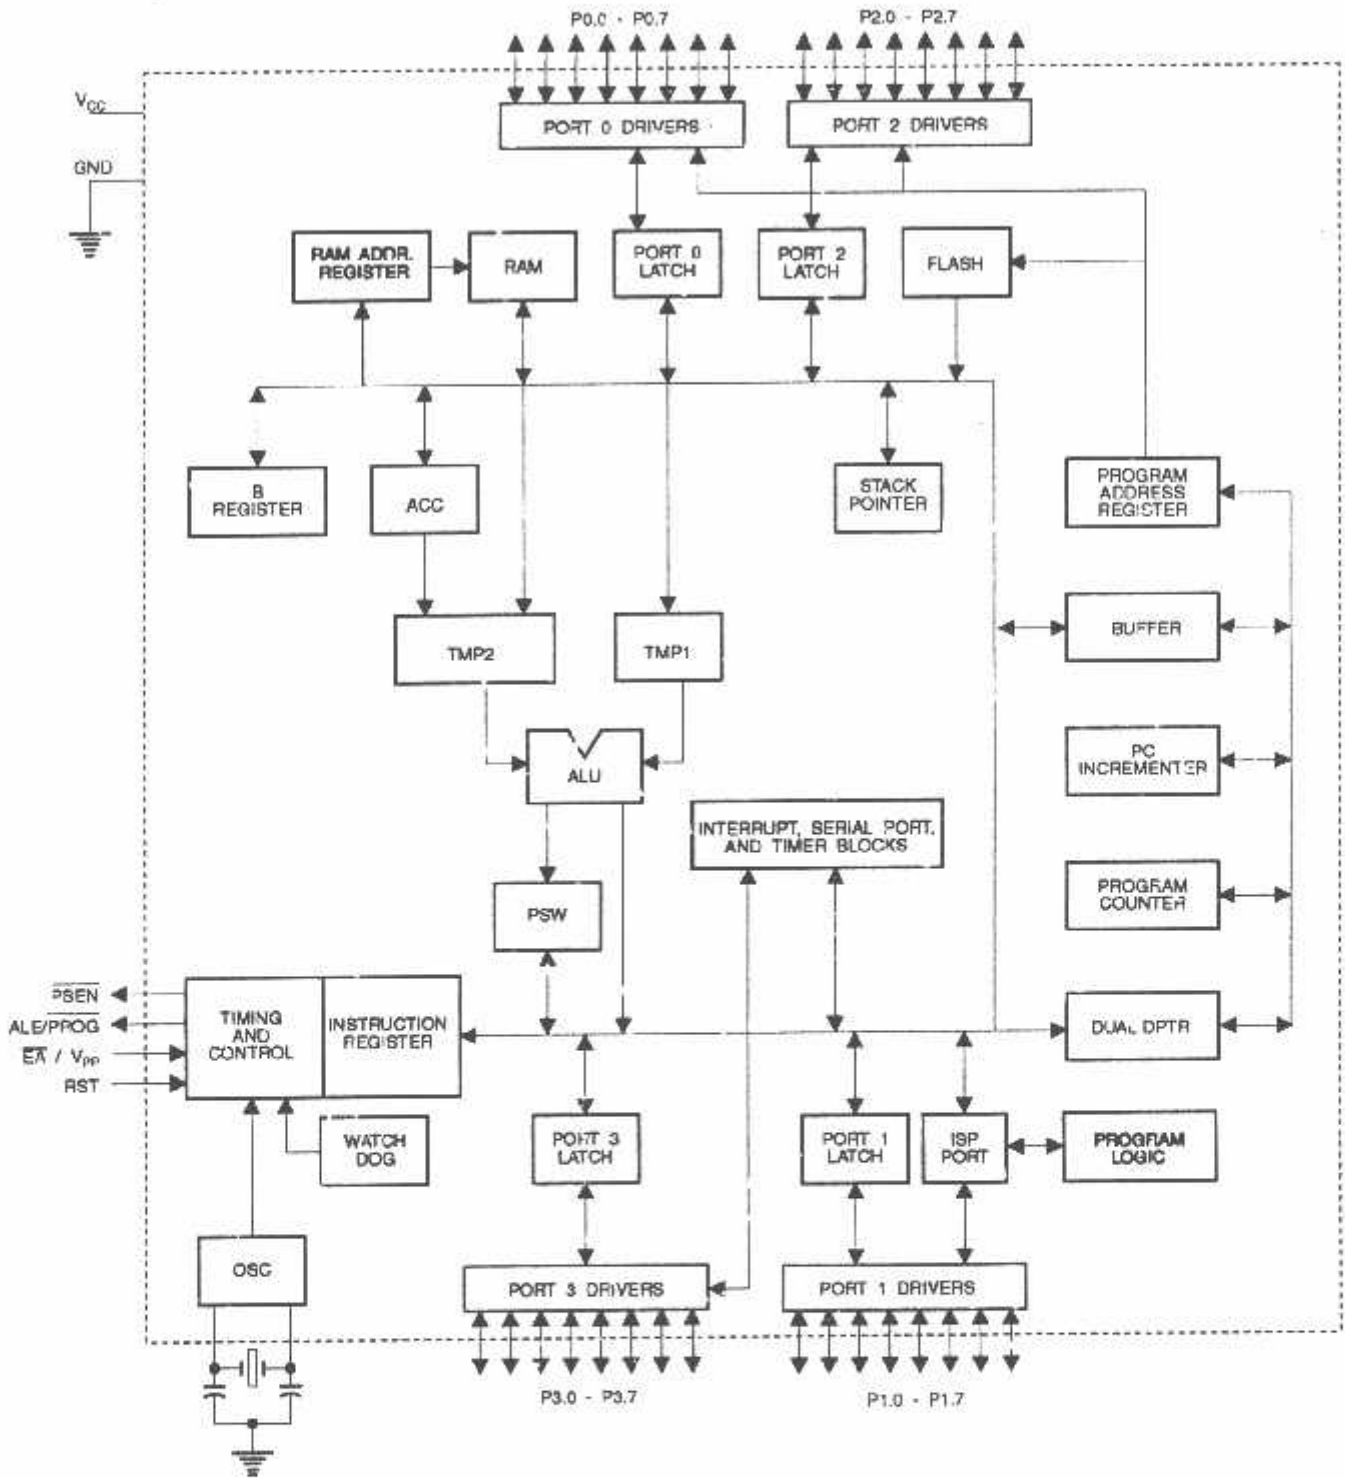 P0.0 - P0.7
P2.0 - P2.7
VCC
PORT 0 DRIVERS
PORT 2 DRIVERS
GND
RAM ADDR.
REGISTER
RAM
PORT 0
LATCH
PORT 2
LATCH
FLASH
B
REGISTER
ACC
STACK
POINTER
PROGRAM
ADDRESS
REGISTER
BUFFER
TMP2
TMP1
PC
INCREMENTER
ALU
INTERRUPT, SERIAL PORT,
AND TIMER BLOCKS
PROGRAM
COUNTER
PSW
PSEN
ALE/PROG
EA / VPP
RST
TIMING
AND
CONTROL
INSTRUCTION
REGISTER
DUAL DPTR
WATCH
DOG
PORT 3
LATCH
PORT 1
LATCH
ISP
PORT
PROGRAM
LOGIC
OSC
PORT 3 DRIVERS
PORT 1 DRIVERS
P3.0 - P3.7
P1.0 - P1.7